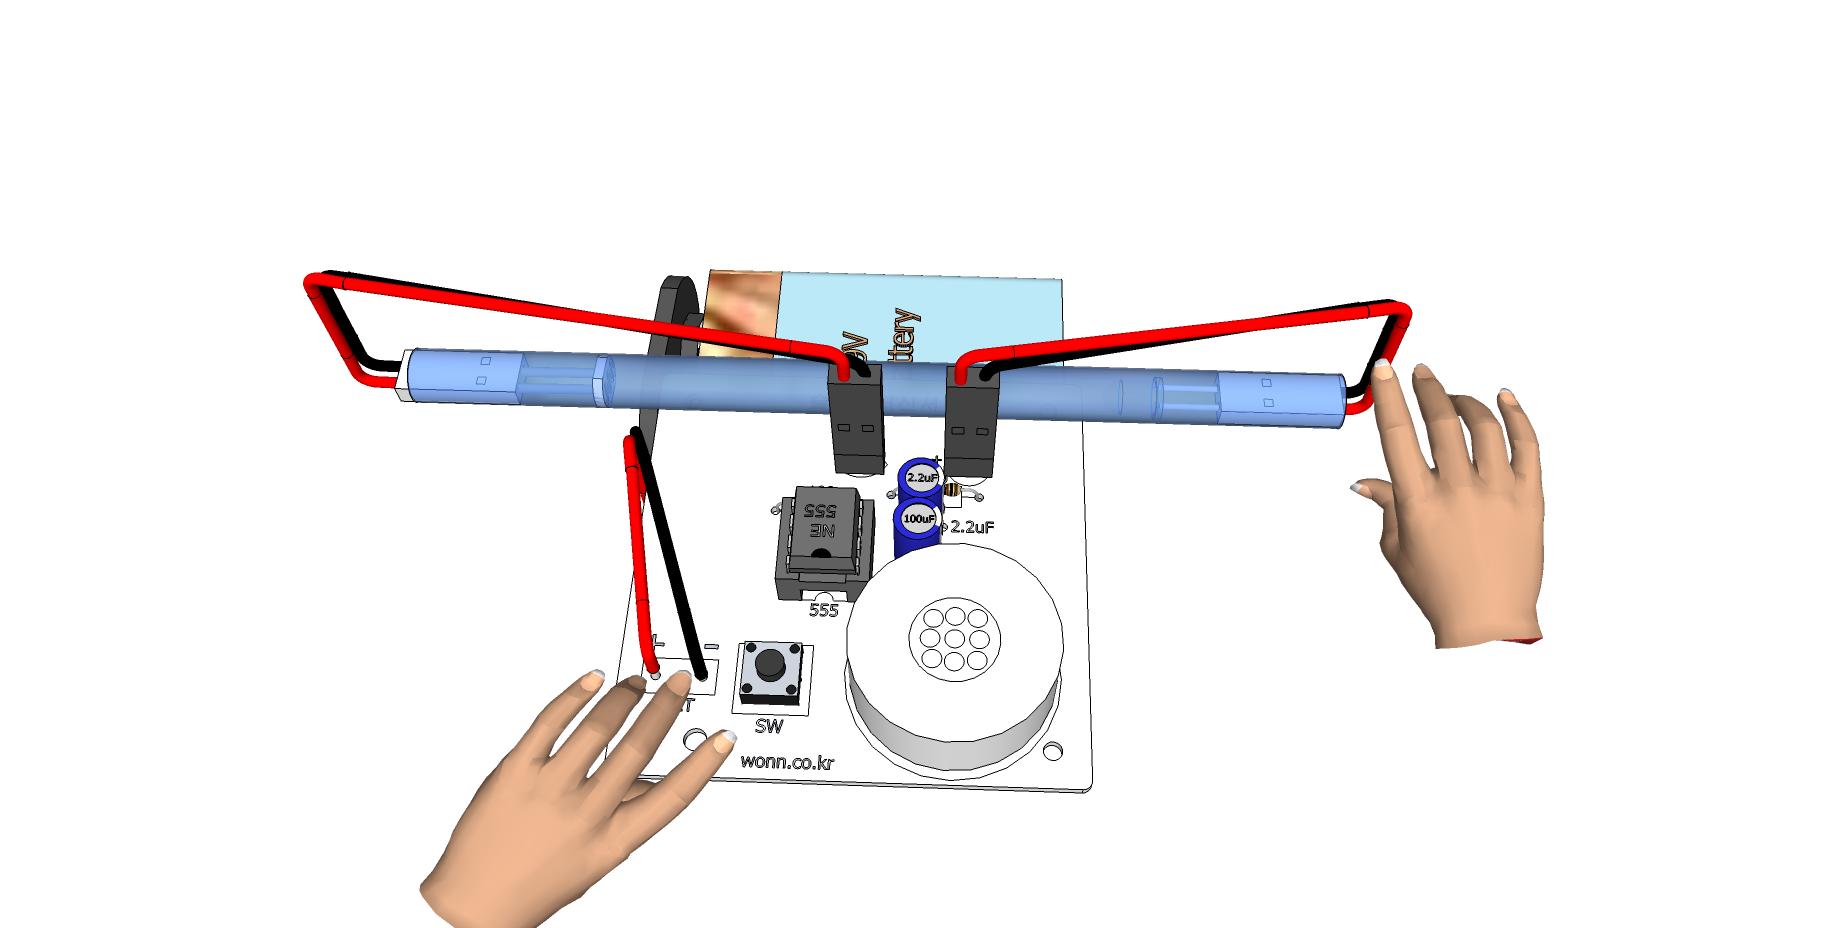 9V
ttery
+
2.2uF
100uF
2.2uF
NE
555
555
+
-
T
SW
wonn.co.kr